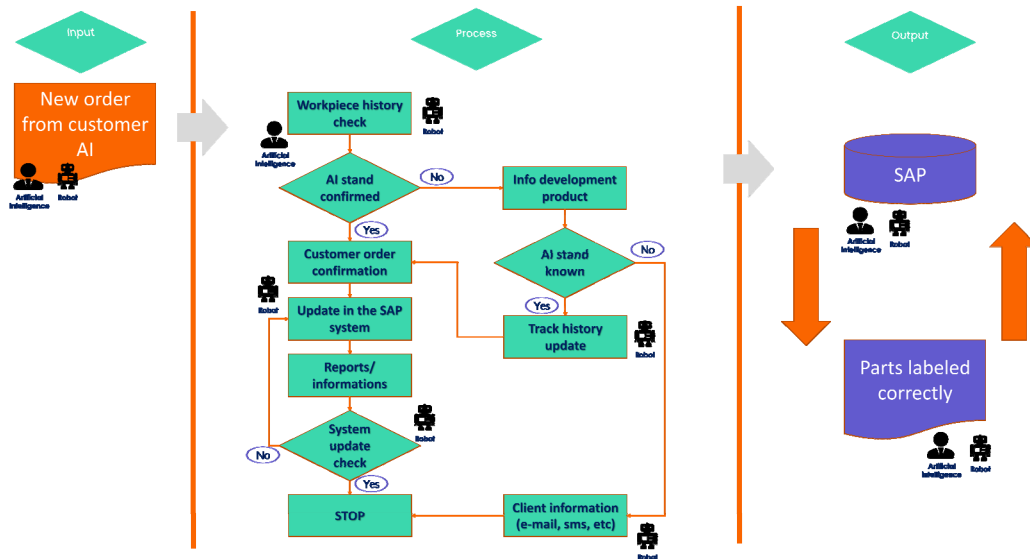 Input
New order
from customer
AI
Artificial
Intelligence
Robot
Process
Workpiece history
check
Robot
Artificial
Intelligence
AI stand
confirmed
No
Info development
product
Yes
Customer order
confirmation
AI stand
known
No
Robot
Update in the SAP
system
Yes
Track history
update
Robot
Reports/
informations
Robot
System
update
check
No
Yes
STOP
Client information
(e-mail, sms, etc)
Robot
Output
SAP
Artificial
Intelligence
Robot
Parts labeled
correctly
Artificial
Intelligence
Robot